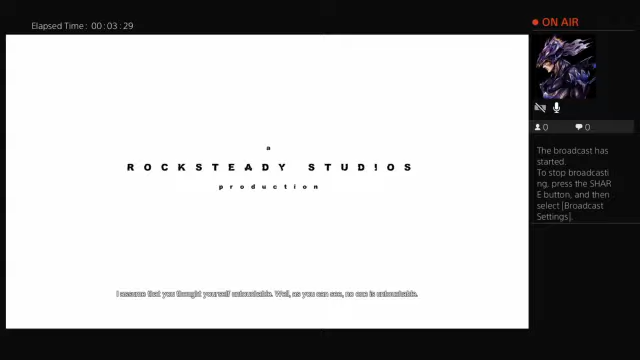 Elapsed Time: 00:03:29
ON AIR
a
ROCKSTEADY STUDIOS
production
0
0
The broadcast has
started.
To stop broadcasti
ng, press the SHAR
E button, and then
select [Broadcast
Settings].
I assume that you thought yourself untouchable. Well, as you can see, no one is untouchable.